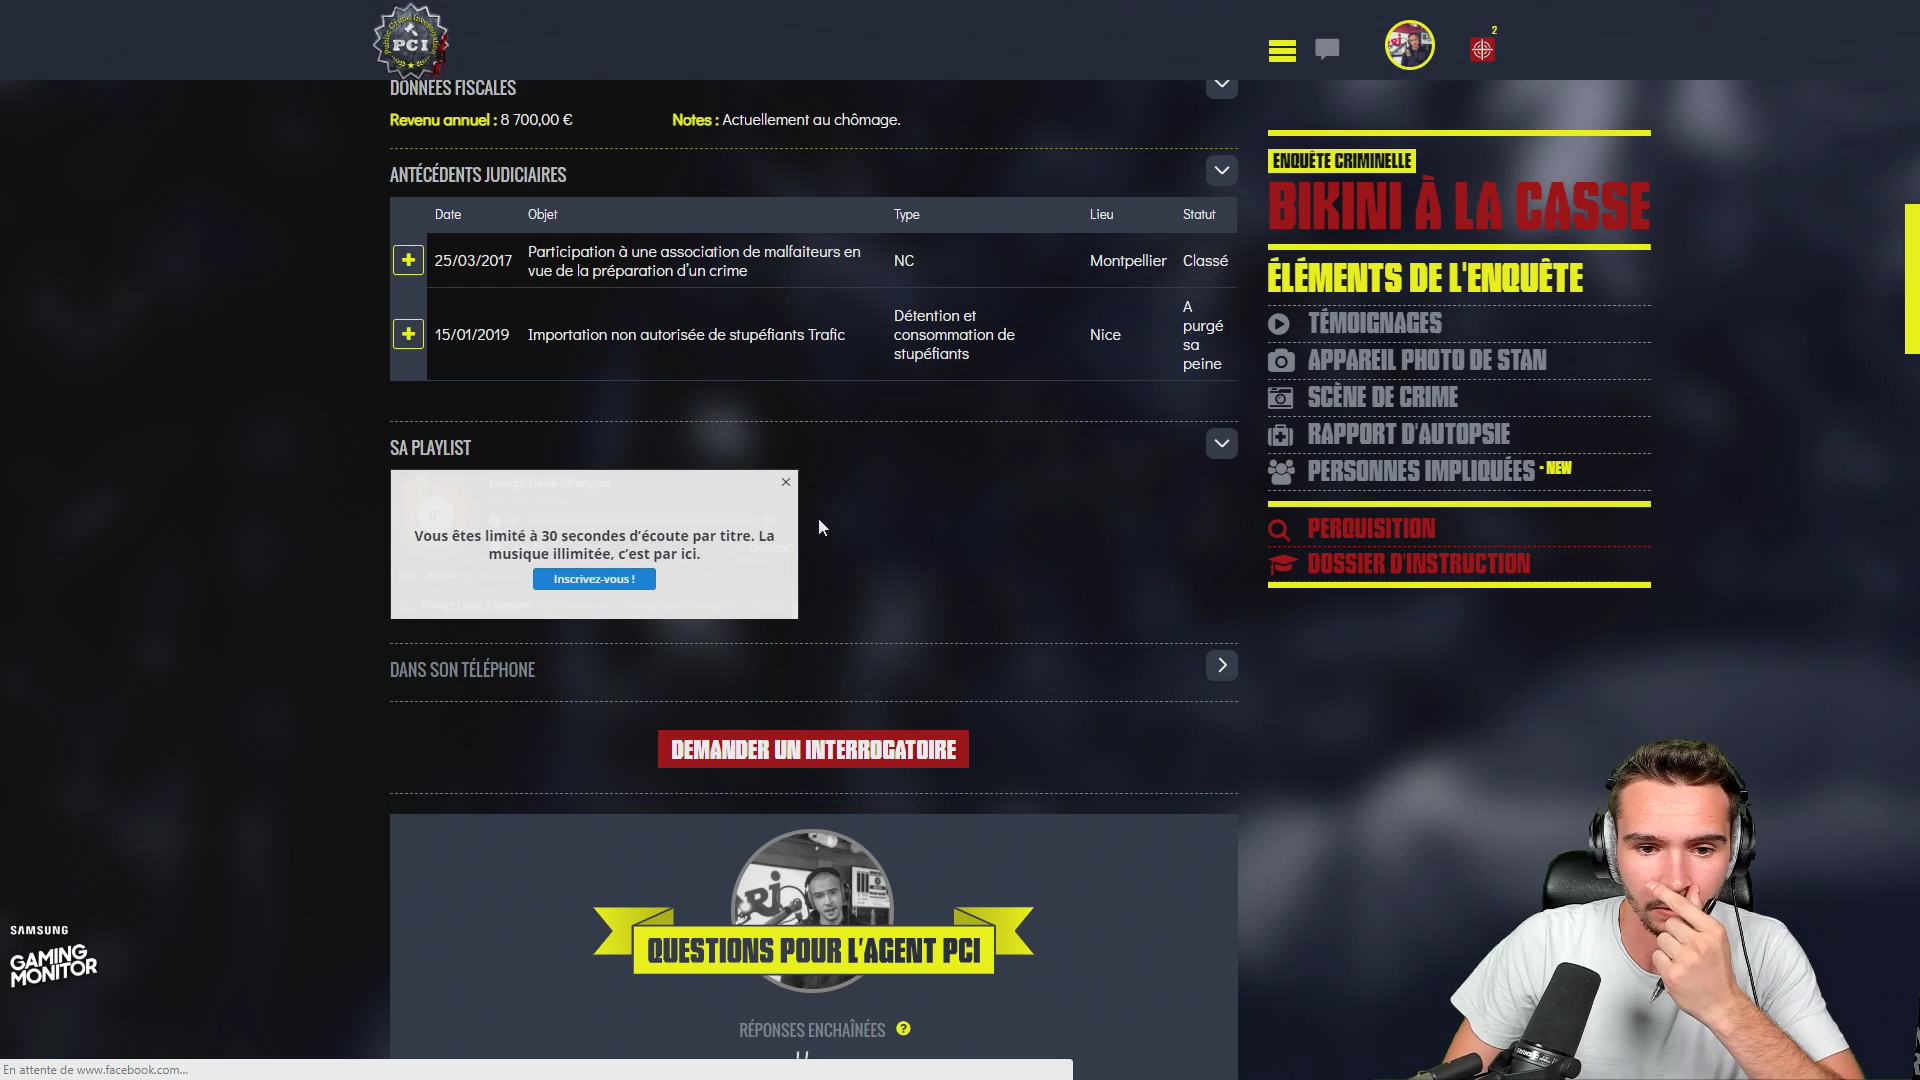 PCI
2
DONNÉES FISCALES
Revenu annuel : 8 700,00 €
Notes : Actuellement au chômage.
ANTÉCÉDENTS JUDICIAIRES
Date
Objet
Type
Lieu
Statut
25/03/2017
Participation à une association de malfaiteurs en
vue de la préparation d'un crime
NC
Montpellier
Classé
15/01/2019
Importation non autorisée de stupéfiants Trafic
Détention et
consommation de
stupéfiants
Nice
A
purgé
sa
peine
SA PLAYLIST
Things Have Changed
Vous êtes limité à 30 secondes d'écoute par titre. La
musique illimitée, c'est par ici.
Inscrivez-vous !
Things Have Changed
DANS SON TÉLÉPHONE
DEMANDER UN INTERROGATOIRE
QUESTIONS POUR L'AGENT PCI
RÉPONSES ENCHAÎNÉES ?
ENQUÊTE CRIMINELLE
BIKINI À LA CASSE
ÉLÉMENTS DE L'ENQUÊTE
TÉMOIGNAGES
APPAREIL PHOTO DE STAN
SCÈNE DE CRIME
RAPPORT D'AUTOPSIE
PERSONNES IMPLIQUÉES - NEW
PERQUISITION
DOSSIER D'INSTRUCTION
SAMSUNG
GAMING
MONITOR
En attente de www.facebook.com...